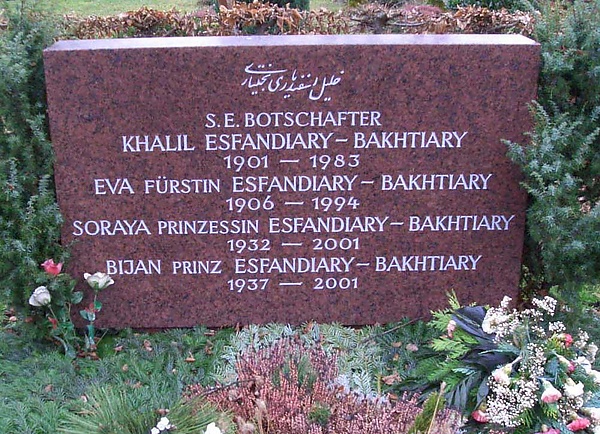 خلیل اسفندیاری بختیاری
S.E. BOTSCHAFTER
KHALIL ESFANDIARY – BAKHTIARY
1901 — 1983
EVA FÜRSTIN ESFANDIARY – BAKHTIARY
1906 — 1994
SORAYA PRINZESSIN ESFANDIARY – BAKHTIARY
1932 — 2001
BIJAN PRINZ ESFANDIARY – BAKHTIARY
1937 — 2001